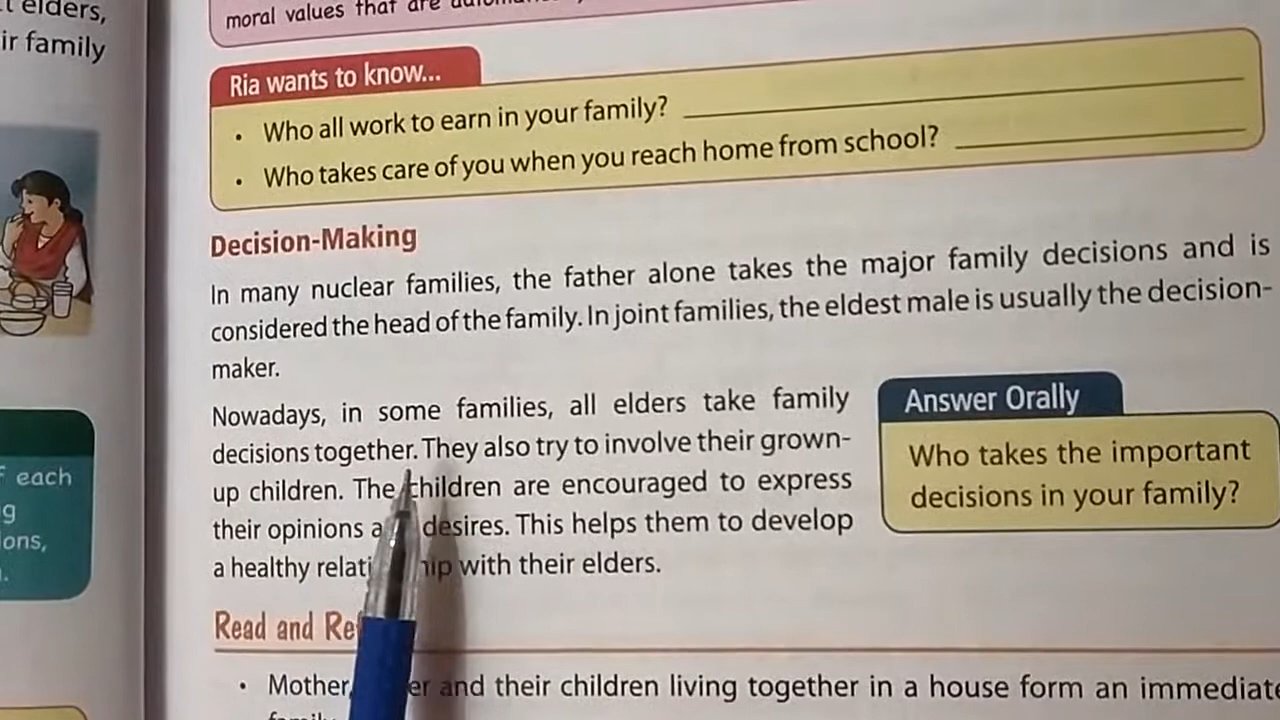 elders,
ir family
each
g
ons,
moral values that are
Ria wants to know...
• Who all work to earn in your family?
• Who takes care of you when you reach home from school?
Decision-Making
In many nuclear families, the father alone takes the major family decisions and is
considered the head of the family. In joint families, the eldest male is usually the decision-
maker.
Nowadays, in some families, all elders take family
decisions together. They also try to involve their grown-
up children. The children are encouraged to express
their opinions a desires. This helps them to develop
a healthy relati hip with their elders.
Answer Orally
Who takes the important
decisions in your family?
Read and Re
• Mother, er and their children living together in a house form an immediate